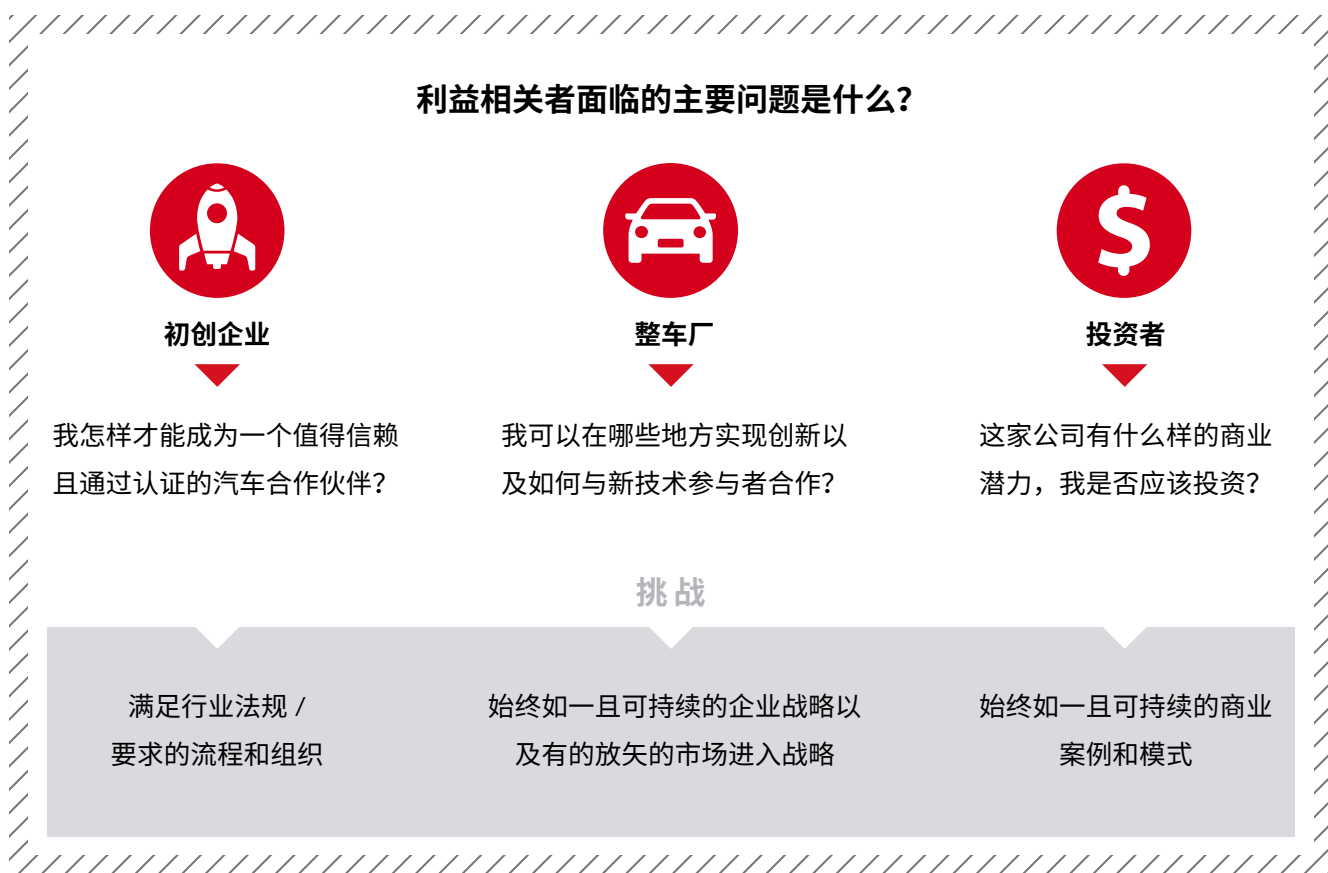 利益相关者面临的主要问题是什么?
初创企业
我怎样才能成为一个值得信赖
且通过认证的汽车合作伙伴?
整车厂
我可以在哪些地方实现创新以
及如何与新技术参与者合作?
投资者
这家公司有什么样的商业
潜力，我是否应该投资?
挑战
满足行业法规 /
要求的流程和组织
始终如一且可持续的企业战略以
及有的放矢的市场进入战略
始终如一且可持续的商业
案例和模式